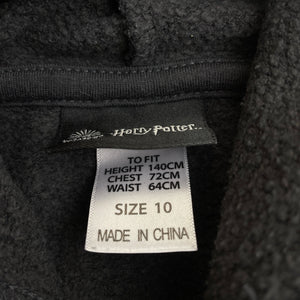 Harry Potter
TO FIT
HEIGHT 140CM
CHEST 72CM
WAIST 64CM
SIZE 10
MADE IN CHINA